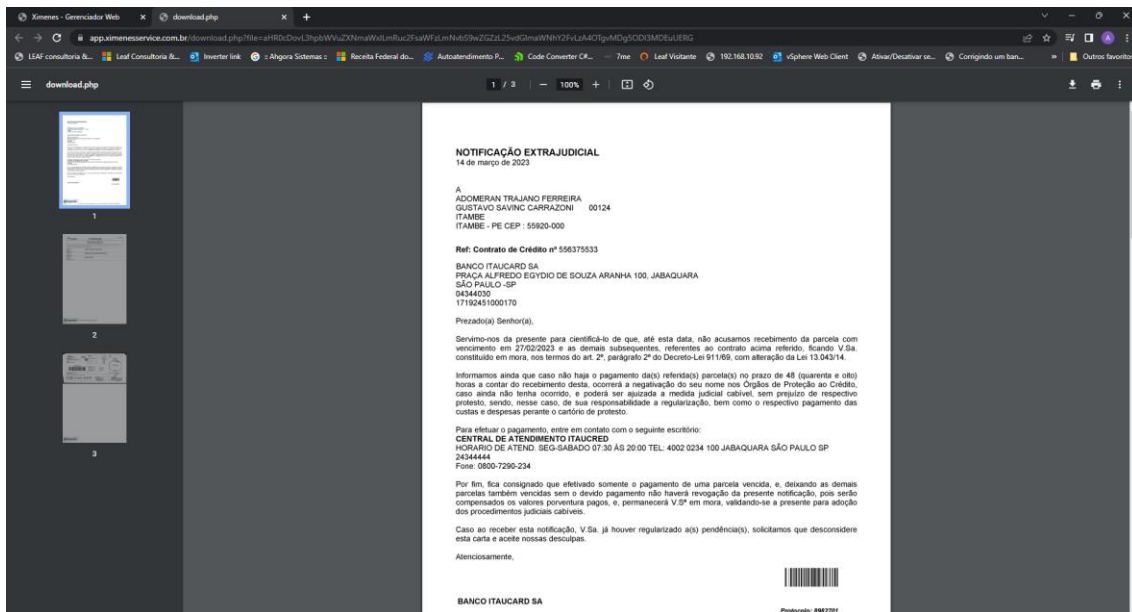 Ximenes - Gerenciador Web
download.php
app.ximenesservice.com.br/download.php?file=
LEAF consultoria &...
Leaf Consultoria &...
Inverter link
:: Ahgora Sistemas ::
Receita Federal do...
Autoatendimento P...
Code Converter C#...
7me
Leaf Visitante
192.168.10.92
vSphere Web Client
Ativar/Desativar se...
Corrigindo um ban...
Outros favoritos
download.php
1 / 3
100%
1
2
3
NOTIFICAÇÃO EXTRAJUDICIAL
14 de março de 2023
A
ADOMERAN TRAJANO FERREIRA
GUSTAVO SAVINC CARRAZONI 00124
ITAMBE
ITAMBE - PE CEP : 55920-000
Ref: Contrato de Crédito nº 556375533
BANCO ITAUCARD SA
PRAÇA ALFREDO EGYDIO DE SOUZA ARANHA 100, JABAQUARA
SÃO PAULO -SP
04344030
17192451000170
Prezado(a) Senhor(a),
Servimo-nos da presente para cientificá-lo de que, até esta data, não acusamos recebimento da parcela com
vencimento em 27/02/2023 e as demais subsequentes, referentes ao contrato acima referido, ficando V.Sa.
constituído em mora, nos termos do art. 2º, parágrafo 2º do Decreto-Lei 911/69, com alteração da Lei 13.043/14.
Informamos ainda que caso não haja o pagamento da(s) referida(s) parcela(s) no prazo de 48 (quarenta e oito)
horas a contar do recebimento desta, ocorrerá a negativação do seu nome nos Órgãos de Proteção ao Crédito,
caso ainda não tenha ocorrido, e poderá ser ajuizada a medida judicial cabível, sem prejuízo de respectivo
protesto, sendo, nesse caso, de sua responsabilidade a regularização, bem como o respectivo pagamento das
custas e despesas perante o cartório de protesto.
Para efetuar o pagamento, entre em contato com o seguinte escritório:
CENTRAL DE ATENDIMENTO ITAUCRED
HORARIO DE ATEND. SEG-SABADO 07:30 ÀS 20:00 TEL: 4002 0234 100 JABAQUARA SÃO PAULO SP
24344444
Fone: 0800-7290-234
Por fim, fica consignado que efetivado somente o pagamento de uma parcela vencida, e, deixando as demais
parcelas também vencidas sem o devido pagamento não haverá revogação da presente notificação, pois serão
compensados os valores porventura pagos, e, permanecerá V.Sª em mora, validando-se a presente para adoção
dos procedimentos judiciais cabíveis.
Caso ao receber esta notificação, V.Sa. já houver regularizado a(s) pendência(s), solicitamos que desconsidere
esta carta e aceite nossas desculpas.
Atenciosamente,
BANCO ITAUCARD SA
Protocolo: 8982701